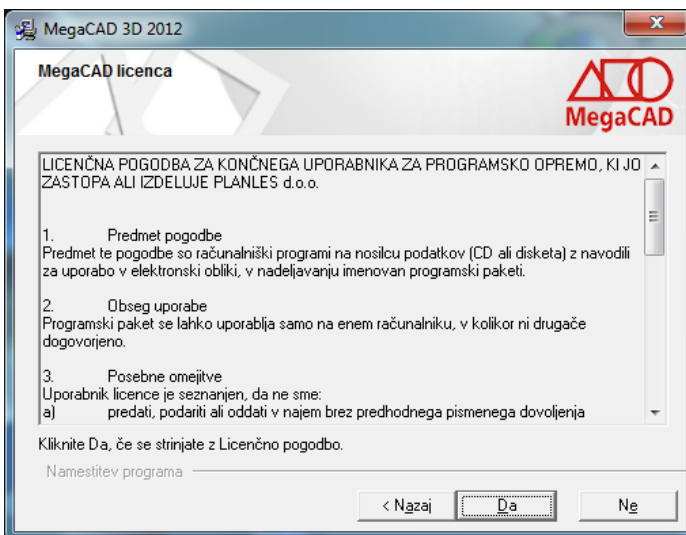 MegaCAD 3D 2012
MegaCAD licenca
MegaCAD
LICENČNA POGODBA ZA KONČNEGA UPORABNIKA ZA PROGRAMSKO OPREMO, KI JO
ZASTOPA ALI IZDELUJE PLANLES d.o.o.
1. Predmet pogodbe
Predmet te pogodbe so računalniški programi na nosilcu podatkov (CD ali disketa) z navodili
za uporabo v elektronski obliki, v nadeljavanju imenovan programski paketi.
2. Obseg uporabe
Programski paket se lahko uporablja samo na enem računalniku, v kolikor ni drugače
dogovorjeno.
3. Posebne omejitve
Uporabnik licence je seznanjen, da ne sme:
a) predati, podariti ali oddati v najem brez predhodnega pismenega dovoljenja
Kliknite Da, če se strinjate z Licenčno pogodbo.
Namestitev programa
< Nazaj Da Ne